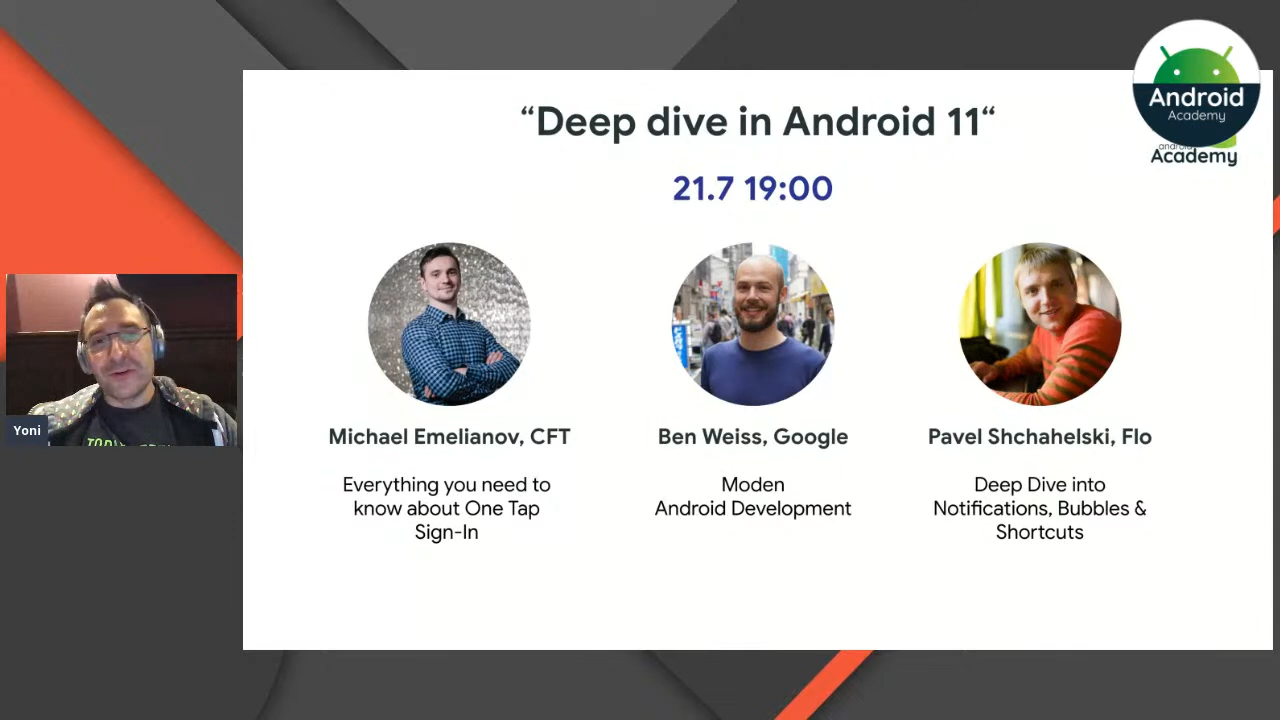 “Deep dive in Android 11“
21.7 19:00
Android
Academy
android
Academy
Yoni
Michael Emelianov, CFT
Ben Weiss, Google
Pavel Shchahelski, Flo
Everything you need to
know about One Tap
Sign-In
Moden
Android Development
Deep Dive into
Notifications, Bubbles &
Shortcuts